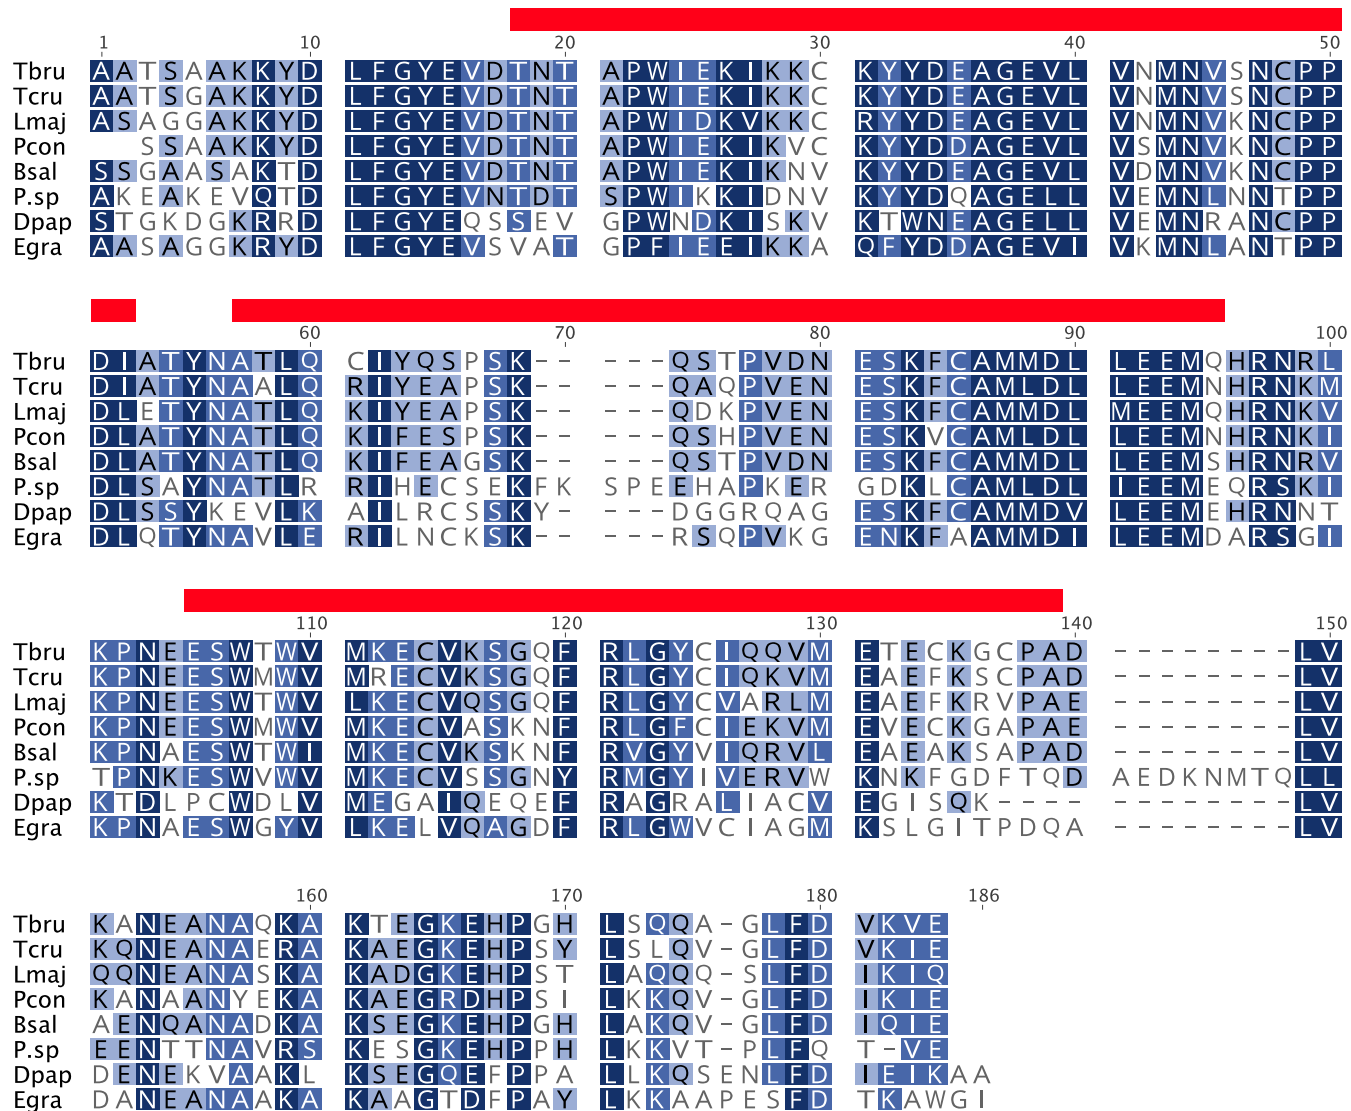 1 10 20 30 40 50
Tbru AATSAAKKYD LFGYEVDTNT APWIEKIKKC KYYDEAGEVL VNMNVSNCPP
Tcru AATSGAKKYD LFGYEVDTNT APWIEKIKKC KYYDEAGEVL VNMNVSNCPP
Lmaj ASAGGAKKYD LFGYEVDTNT APWIDKVKKC RYYDEAGEVL VNMNVKNCPP
Pcon SSAAKKYD LFGYEVDTNT APWIEKIKVC KYYDDAGEVL VSMNVKNCPP
Bsal SSGAASAKTD LFGYEVDTNT APWIEKIKNV KYYDEAGEVL VDMNVKNCPP
P.sp AKEAKEVQTD LFGYEVNTDT SPWIKKIDNV KYYDQAGELL VEMNLNNTPP
Dpap STGKDGKRRD LFGYEQSSEV GPWNDKISKV KTWNEAGELL VEMNRANCPP
Egra AASAGGKRYD LFGYEVSVAT GPFIEEIKKA QFYDDAGEVI VKMNLANTPP
60 70 80 90 100
Tbru DIATYNATLQ CIYQSPSK-- ---QSTPVDN ESKFCAMMDL LEEMQHRNRL
Tcru DIATYNAALQ RIYEAPSK-- ---QAQPVEN ESKFCAMLDL LEEMNHRNKM
Lmaj DLETYNATLQ KIYEAPSK-- ---QDKPVEN ESKFCAMMDL MEEMQHRNKV
Pcon DLATYNATLQ KIFESPSK-- ---QSHPVEN ESKVCAMLDL LEEMNHRNKI
Bsal DLATYNATLQ KIFEAGSK-- ---QSTPVDN ESKFCAMMDL LEEMSHRNRV
P.sp DLSAYNATLR RIHECSEKFK SPEEHAPKER GDKLCAMLDL IEEMEQRSKI
Dpap DLSSYKEVLK AILRCSSKY- ---DGGRQAG ESKFCAMMDV LEEMEHRNNT
Egra DLQTYNAVLE RILNCKSK-- ---RSQPVKG ENKFAAMMDI LEEMDARSGI
110 120 130 140 150
Tbru KPNEESWTWV MKECVKSGQF RLGYCIQQVM ETECKGCPAD --------LV
Tcru KPNEESWMWV MRECVKSGQF RLGYCIQKVM EAEFKSCPAD --------LV
Lmaj KPNEESWTWV LKECVQSGQF RLGYCVARLM EAEFKRVPAE --------LV
Pcon KPNEESWMWV MKECVASKNF RLGFCIEKVM EVECKGAPAE --------LV
Bsal KPNAESWTWI MKECVKSKNF RVGYVIQRVL EAEAKSAPAD --------LV
P.sp TPNKESWVWV MKECVSSGNY RMGYIVERVW KNKFGDFTQD AEDKNMTQLL
Dpap KTDLPCWDLV MEGAIQEQEF RAGRALIACV EGISQK---- --------LV
Egra KPNAESWGYV LKELVQAGDF RLGWVCIAGM KSLGITPDQA --------LV
160 170 180 186
Tbru KANEANAQKA KTEGKEHPGH LSQQA-GLFD VKVE
Tcru KQNEANAERA KAEGKEHPSY LSLQV-GLFD VKIE
Lmaj QQNEANASKA KADGKEHPST LAQQQ-SLFD IKIQ
Pcon KANAANYEKA KAEGRDHPSI LKKQV-GLFD IKIE
Bsal AENQANADKA KSEGKEHPGH LAKQV-GLFD IQIE
P.sp EENTTNAVRS KESGKEHPPH LKKVT-PLFQ T-VE
Dpap DENEKVAAKL KSEGQEFPPA LLKQSENLFD IEIKAA
Egra DANEANAAKA KAAGTDFPAY LKKAAPESFD TKAWGI